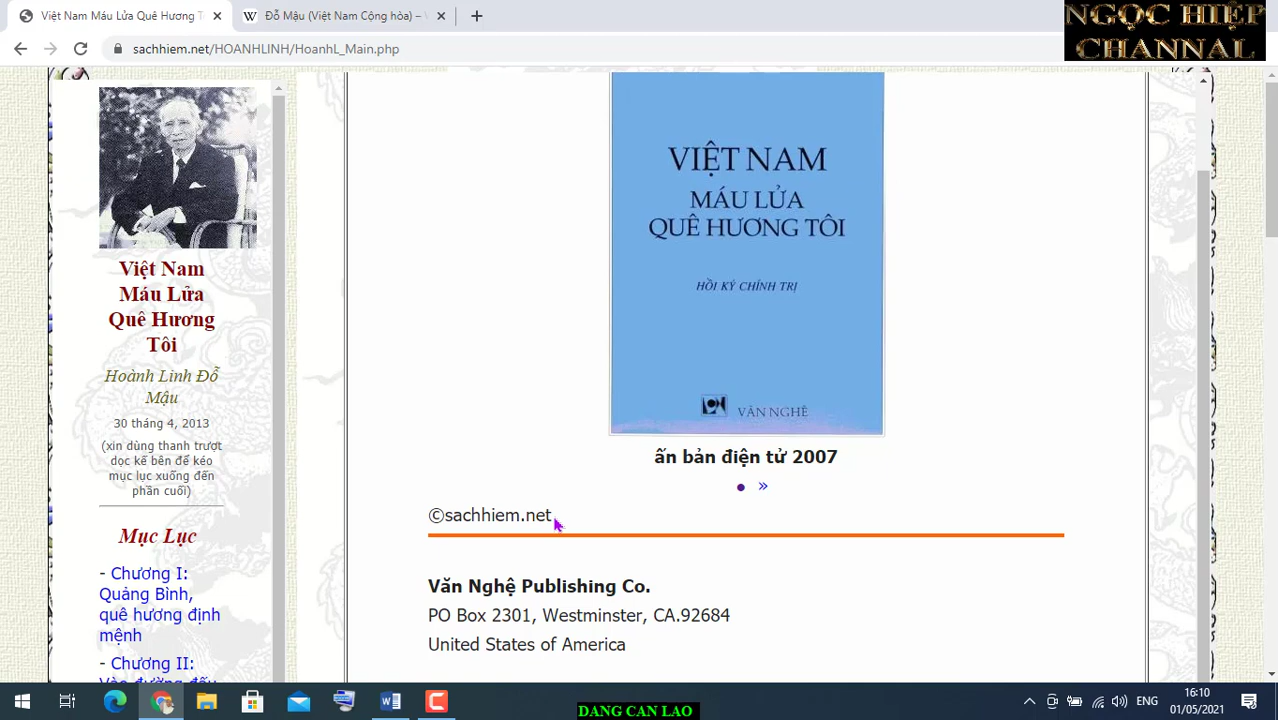 Việt Nam Máu Lửa Quê Hương T
Đỗ Mậu (Việt Nam Cộng hòa) –
NGỌC HIỆP
CHANNAL
sachhiem.net/HOANHLINH/HoanhL_Main.php
Việt Nam
Máu Lửa
Quê Hương
Tôi
Hoành Linh Đỗ
Mậu
30 tháng 4, 2013
(xin dùng thanh trượt
dọc kế bên để kéo
mục lục xuống đến
phần cuối)
Mục Lục
- Chương I:
Quảng Bình,
quê hương định
mệnh
- Chương II:
Vào đường đấu
VIỆT NAM
MÁU LỬA
QUÊ HƯƠNG TÔI
HỒI KÝ CHÍNH TRỊ
VĂN NGHỆ
ấn bản điện tử 2007
● »
©sachhiem.net
Văn Nghệ Publishing Co.
PO Box 2301, Westminster, CA.92684
United States of America
ENG
16:10
01/05/2021
DANG CAN LAO